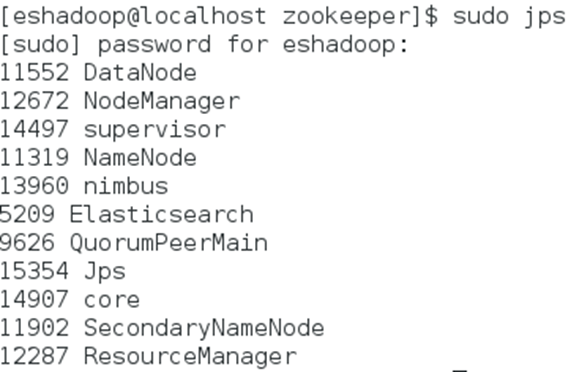 [eshadoop@localhost zookeeper]$ sudo jps
[sudo] password for eshadoop:
11552 DataNode
12672 NodeManager
14497 supervisor
11319 NameNode
13960 nimbus
5209 Elasticsearch
9626 QuorumPeerMain
15354 Jps
14907 core
11902 SecondaryNameNode
12287 ResourceManager